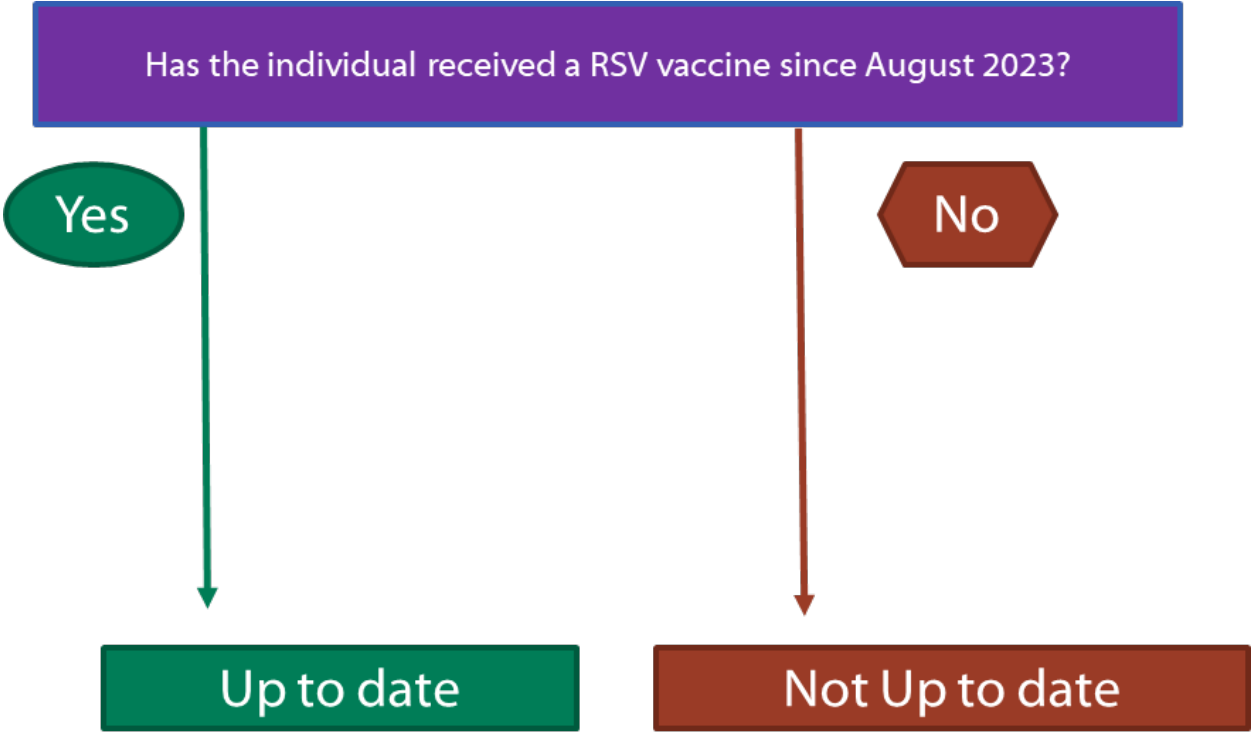 Has the individual received a RSV vaccine since August 2023?
Yes
No
Up to date
Not Up to date